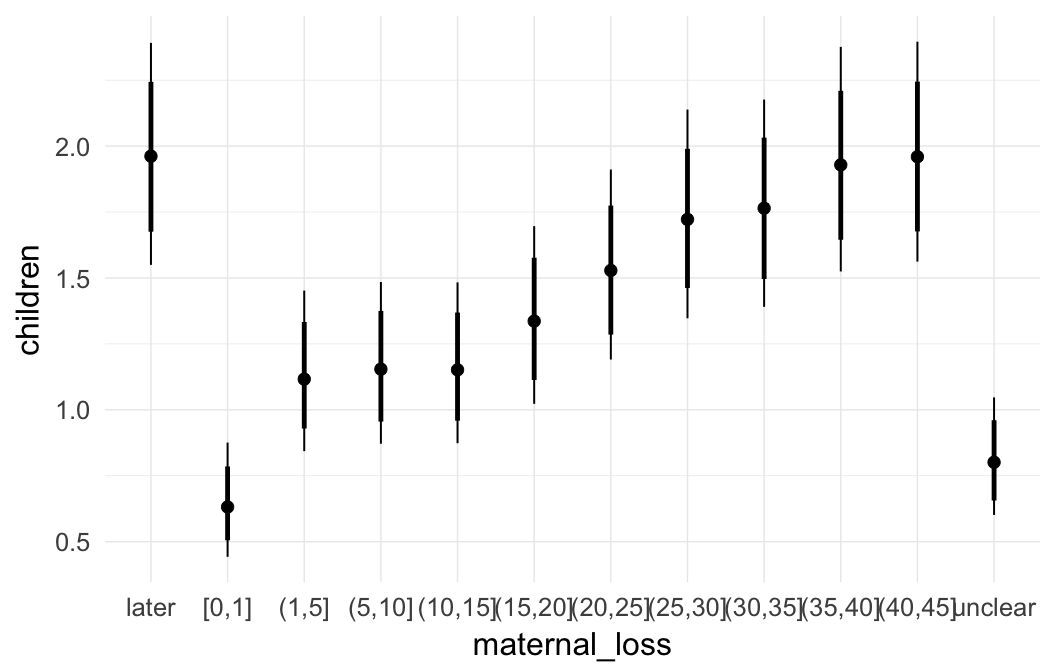 2.0
1.5
1.0
0.5
children
later [0,1] (1,5] (5,10] (10,15] (15,20] (20,25] (25,30] (30,35] (35,40] (40,45] unclear
maternal_loss